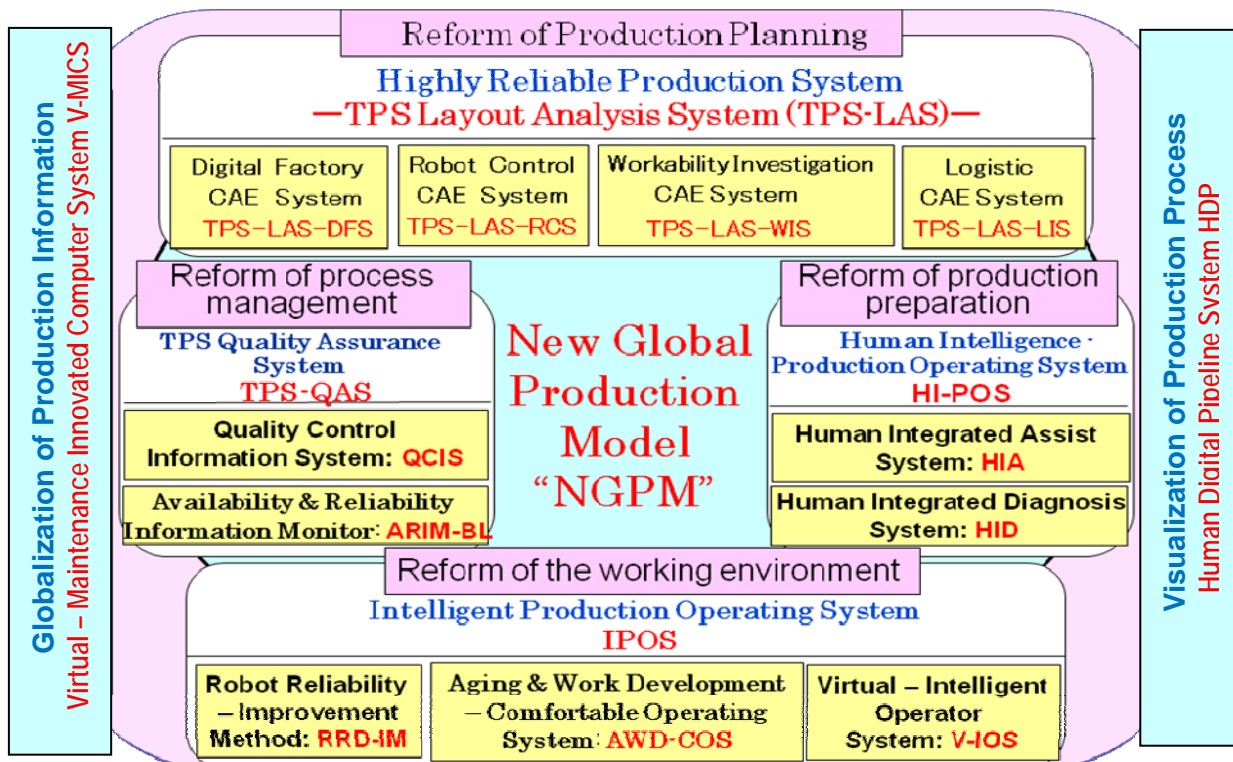 Globalization of Production Information
Virtual – Maintenance Innovated Computer System V-MICS
Reform of Production Planning
Highly Reliable Production System
—TPS Layout Analysis System (TPS-LAS)—
Digital Factory
CAE System
TPS-LAS-DFS
Robot Control
CAE System
TPS-LAS-RCS
Workability Investigation
CAE System
TPS-LAS-WIS
Logistic
CAE System
TPS-LAS-LIS
Reform of process
management
TPS Quality Assurance
System
TPS-QAS
Quality Control
Information System: QCIS
Availability & Reliability
Information Monitor: ARIM-BL
New Global
Production
Model
“NGPM”
Reform of production
preparation
Human Intelligence ·
Production Operating System
HI-POS
Human Integrated Assist
System: HIA
Human Integrated Diagnosis
System: HID
Reform of the working environment
Intelligent Production Operating System
IPOS
Robot Reliability
– Improvement
Method: RRD-IM
Aging & Work Development
– Comfortable Operating
System: AWD-COS
Virtual – Intelligent
Operator
System: V-IOS
Visualization of Production Process
Human Digital Pipeline System HDP